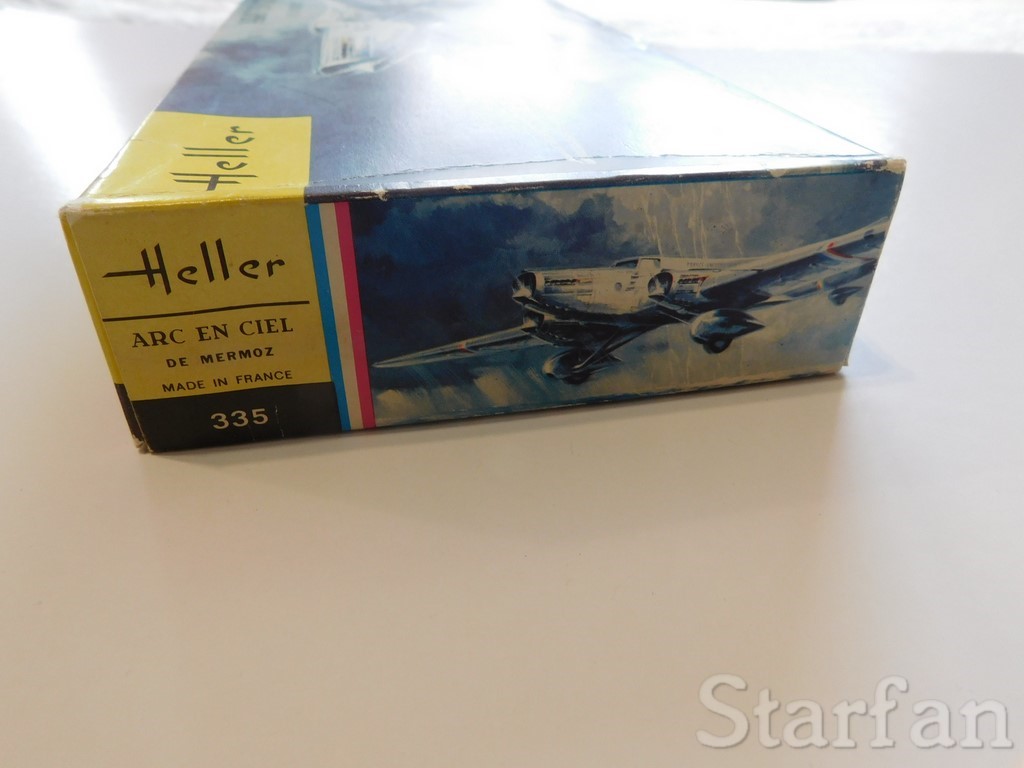 Heller
Heller
ARC EN CIEL
DE MERMOZ
MADE IN FRANCE
335
Starfan